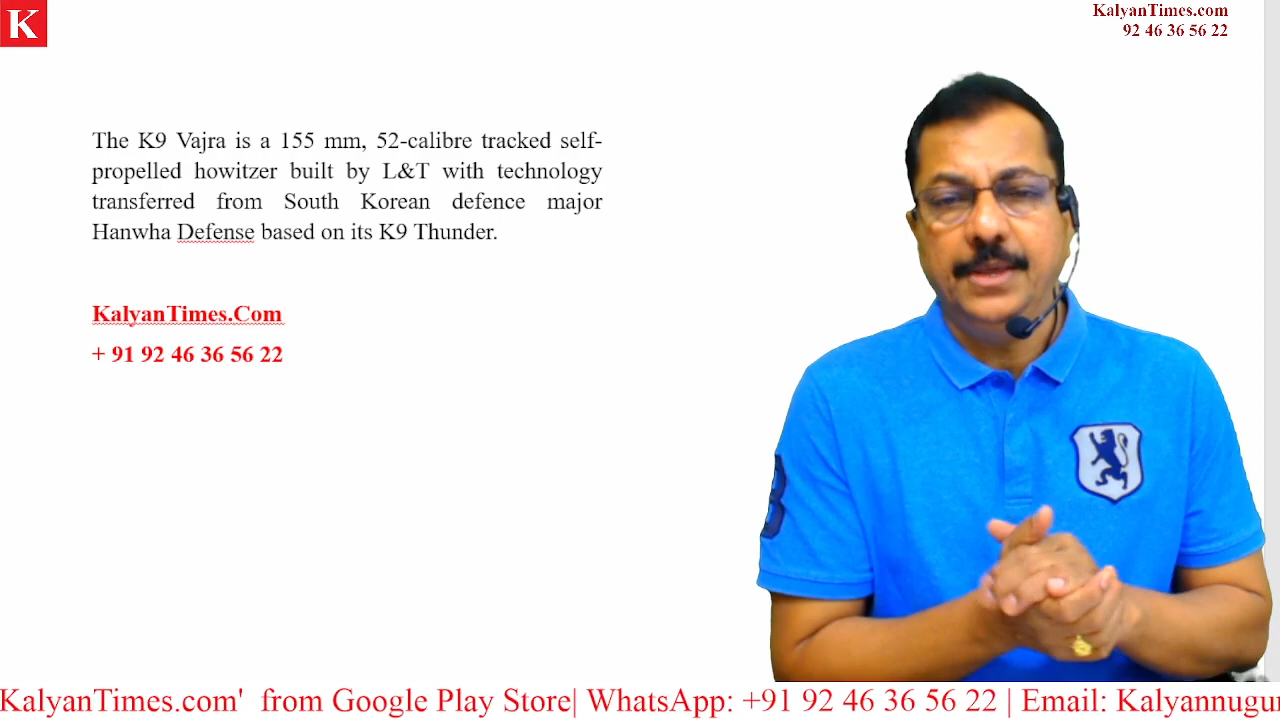 K
KalyanTimes.com
92 46 36 56 22
The K9 Vajra is a 155 mm, 52-calibre tracked self-
propelled howitzer built by L&T with technology
transferred from South Korean defence major
Hanwha Defense based on its K9 Thunder.
KalyanTimes.Com
+ 91 92 46 36 56 22
3
KalyanTimes.com' from Google Play Store| WhatsApp: +91 92 46 36 56 22 | Email: Kalyannugu